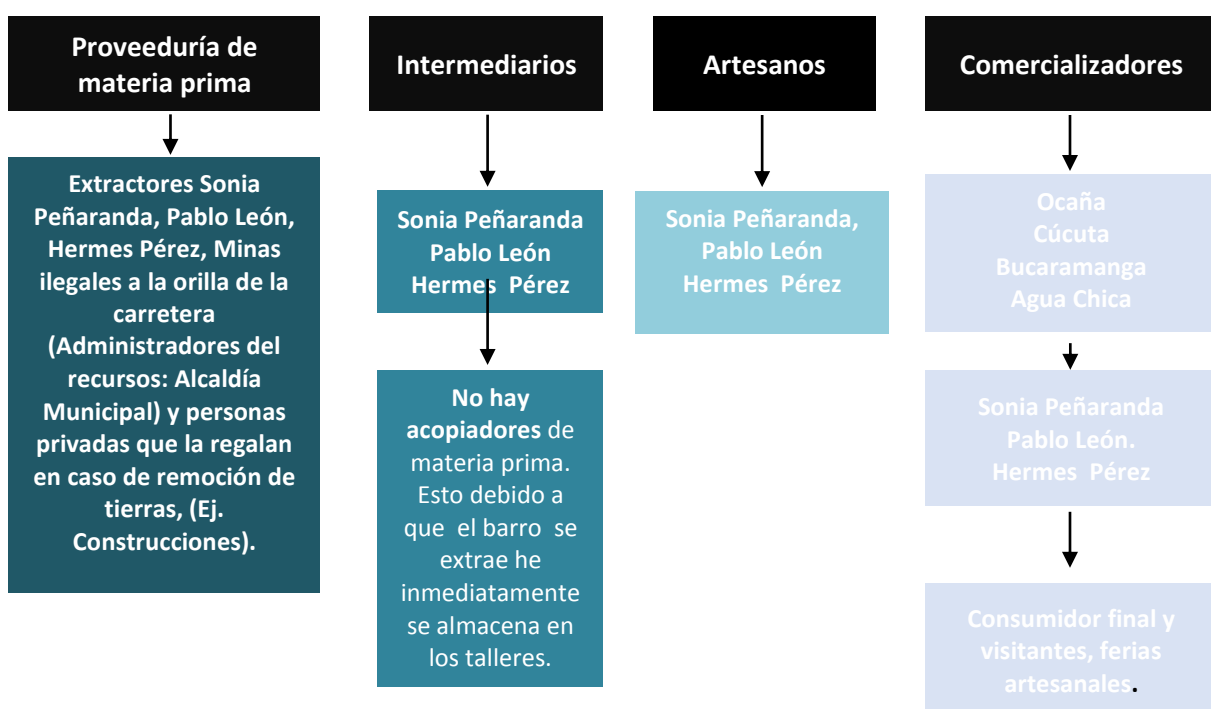 Proveeduría de
materia prima
Extractores Sonia
Peñaranda, Pablo León,
Hermes Pérez, Minas
ilegales a la orilla de la
carretera
(Administradores del
recursos: Alcaldía
Municipal) y personas
privadas que la regalan
en caso de remoción de
tierras, (Ej.
Construcciones).
Intermediarios
Sonia Peñaranda
Pablo León
Hermes Pérez
No hay
acopiadores de
materia prima.
Esto debido a
que el barro se
extrae he
inmediatamente
se almacena en
los talleres.
Artesanos
Sonia Peñaranda,
Pablo León
Hermes Pérez
Comercializadores
Ocaña
Cúcuta
Bucaramanga
Agua Chica
Sonia Peñaranda
Pablo León.
Hermes Pérez
Consumidor final y
visitantes, ferias
artesanales.